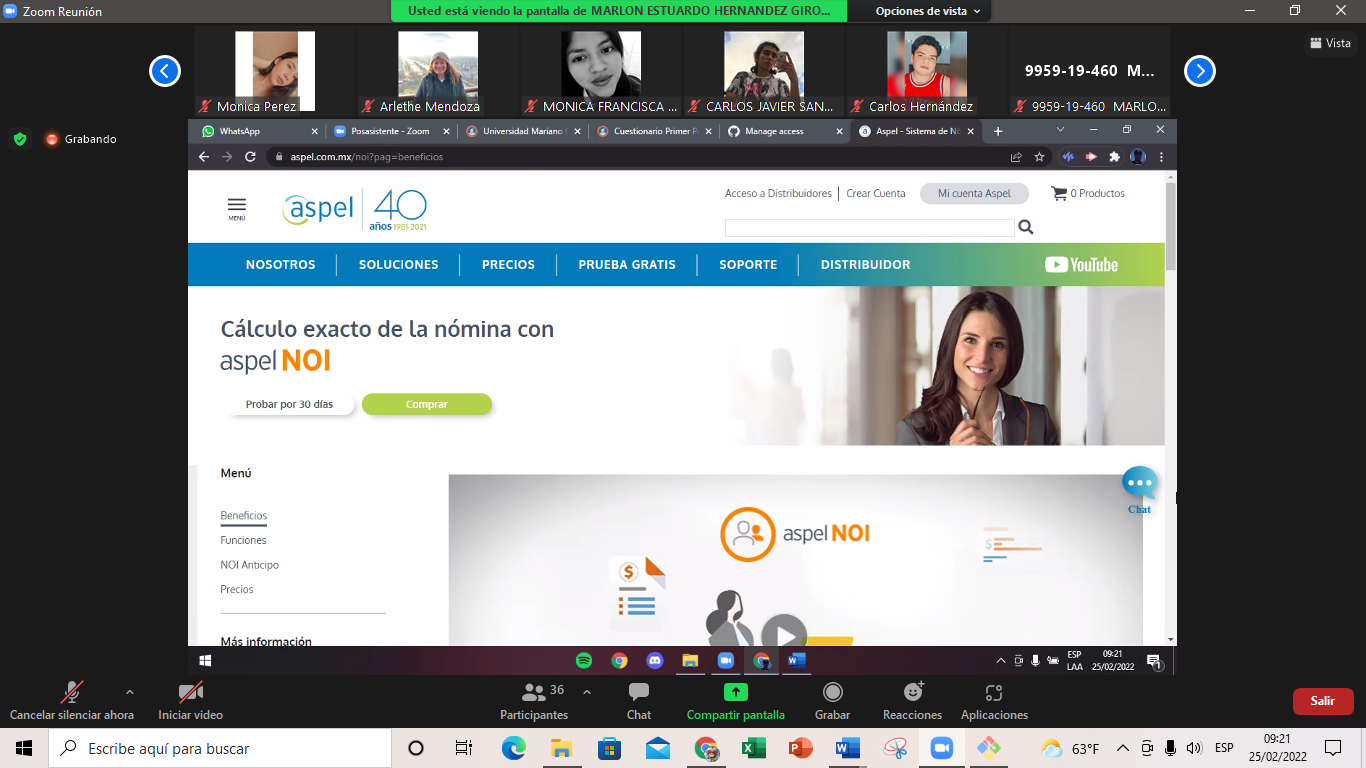 Zoom Reunión
Usted está viendo la pantalla de MARLON ESTUARDO HERNANDEZ GIRO...
Opciones de vista
Vista
Monica Perez
Arlethe Mendoza
MONICA FRANCISCA ...
CARLOS JAVIER SAN...
Carlos Hernández
9959-19-460 M...
9959-19-460 MARLO...
Grabando
WhatsApp
Posasistente - Zoom
Universidad Mariano
Cuestionario Primer P
Manage access
Aspel - Sistema de Nó
aspel.com.mx/noi?pag=beneficios
MENÚ
aspel 40
años 1981-2021
Acceso a Distribuidores
Crear Cuenta
Mi cuenta Aspel
0 Productos
NOSOTROS
SOLUCIONES
PRECIOS
PRUEBA GRATIS
SOPORTE
DISTRIBUIDOR
YouTube
Cálculo exacto de la nómina con
aspel NOI
Probar por 30 días
Comprar
Menú
Beneficios
Funciones
NOI Anticipo
Precios
Más información
aspel NOI
Chat
ESP
LAA
09:21
25/02/2022
1
Cancelar silenciar ahora
Iniciar video
Participantes
36
Chat
Compartir pantalla
Grabar
Reacciones
Aplicaciones
Salir
Escribe aquí para buscar
63°F
ESP
09:21
25/02/2022